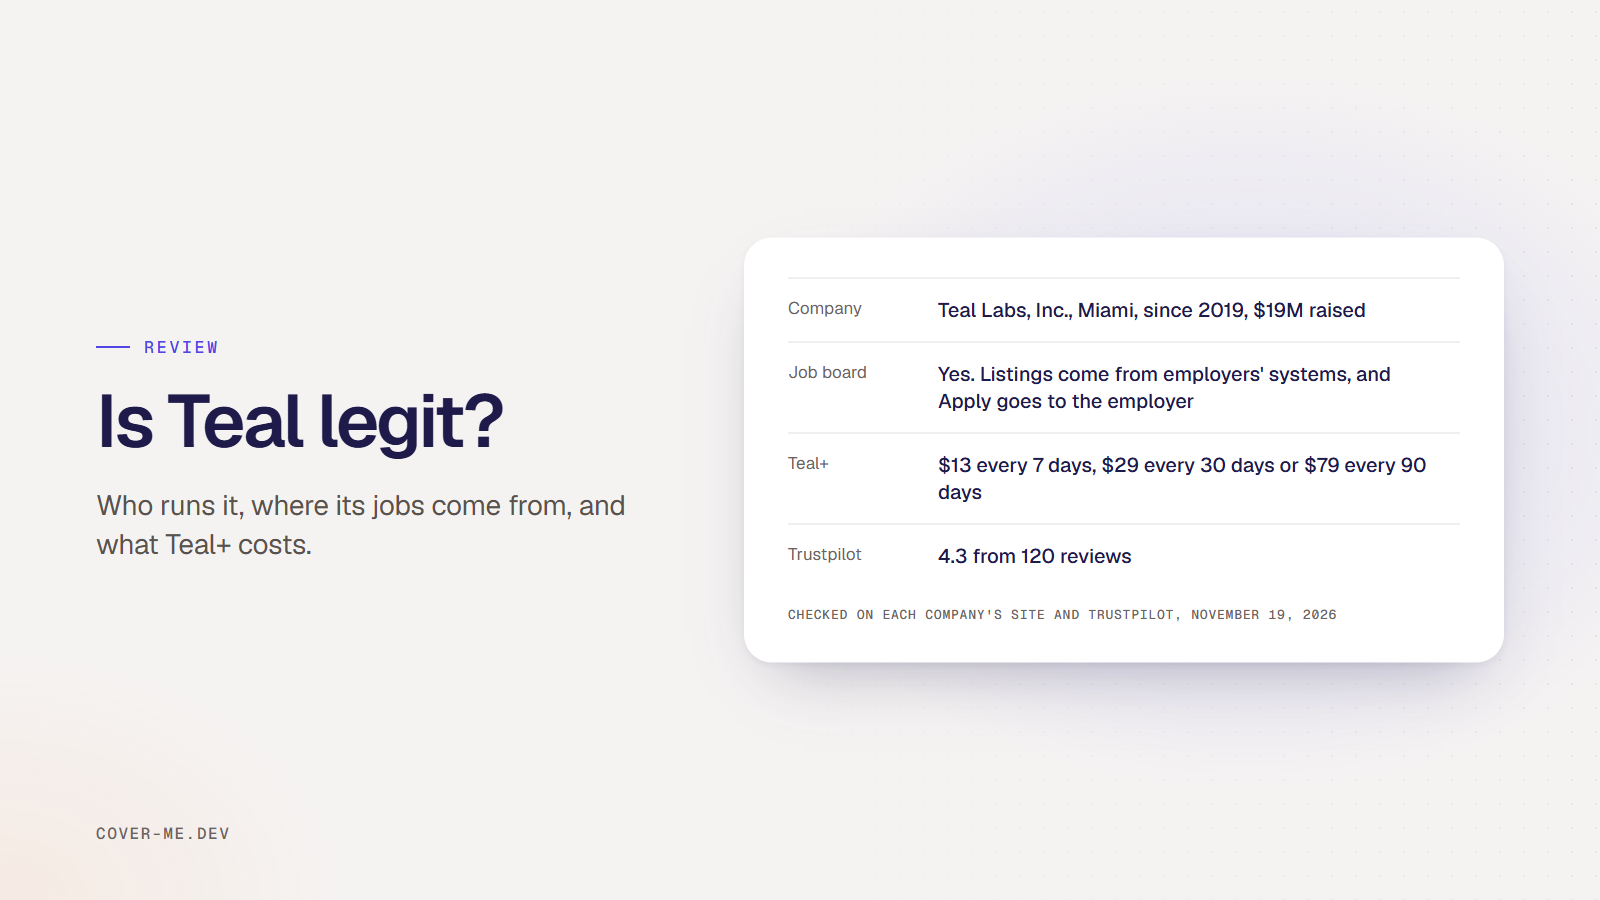 REVIEW
Is Teal legit?
Who runs it, where its jobs come from, and
what Teal+ costs.
COVER-ME.DEV
Company
Teal Labs, Inc., Miami, since 2019, $19M raised
Job board
Yes. Listings come from employers' systems, and
Apply goes to the employer
Teal+
$13 every 7 days, $29 every 30 days or $79 every 90
days
Trustpilot
4.3 from 120 reviews
CHECKED ON EACH COMPANY'S SITE AND TRUSTPILOT, NOVEMBER 19, 2026